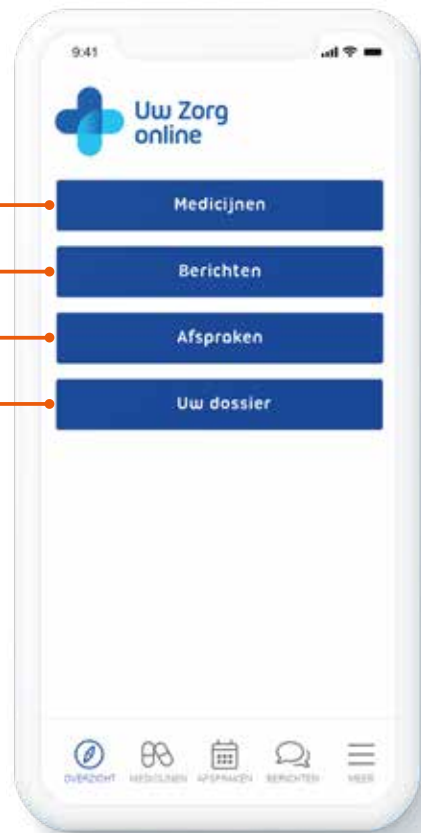 9:41
Uw Zorg
online
Medicijnen
Berichten
Afspraken
Uw dossier
OVERZICHT
MEDICIJNEN
AFSPRAKEN
BERICHTEN
MEER